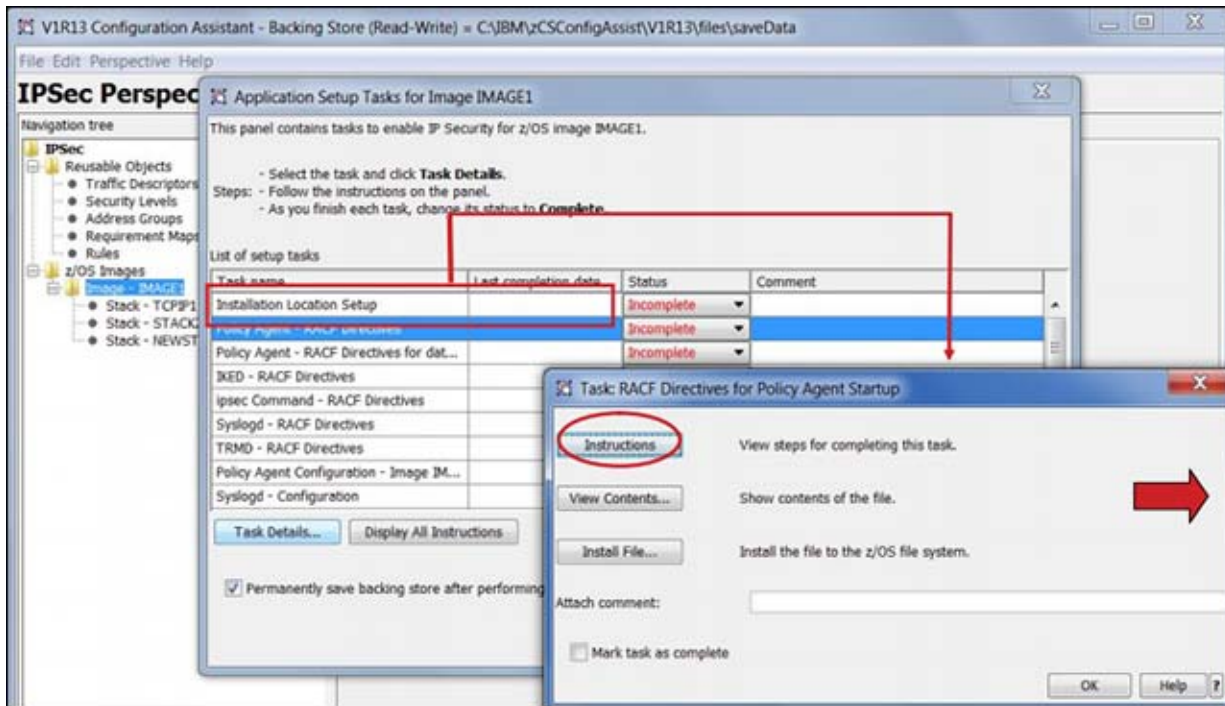 V1R13 Configuration Assistant - Backing Store (Read-Write) = C:\IBM\zCSConfigAssist\V1R13\files\saveData
File Edit Perspective Help
IPSec Perspec
Navigation tree
IPSec
Reusable Objects
Traffic Descriptors
Security Levels
Address Groups
Requirement Maps
Rules
z/OS Images
Image - IMAGE1
Stack - TCPIP1
Stack - STACK2
Stack - NEWST
Application Setup Tasks for Image IMAGE1
This panel contains tasks to enable IP Security for z/OS image IMAGE1.
- Select the task and click Task Details.
Steps: - Follow the instructions on the panel.
- As you finish each task, change its status to Complete.
List of setup tasks
Task name Last completion date Status Comment
Installation Location Setup Incomplete
Policy Agent - RACF Directives Incomplete
Policy Agent - RACF Directives for dat... Incomplete
IKED - RACF Directives
ipsec Command - RACF Directives
Syslogd - RACF Directives
TRMD - RACF Directives
Policy Agent Configuration - Image IM...
Syslogd - Configuration
Task Details... Display All Instructions
Permanently save backing store after performing
Task: RACF Directives for Policy Agent Startup
Instructions View steps for completing this task.
View Contents... Show contents of the file.
Install File... Install the file to the z/OS file system.
Attach comment:
Mark task as complete
OK Help ?